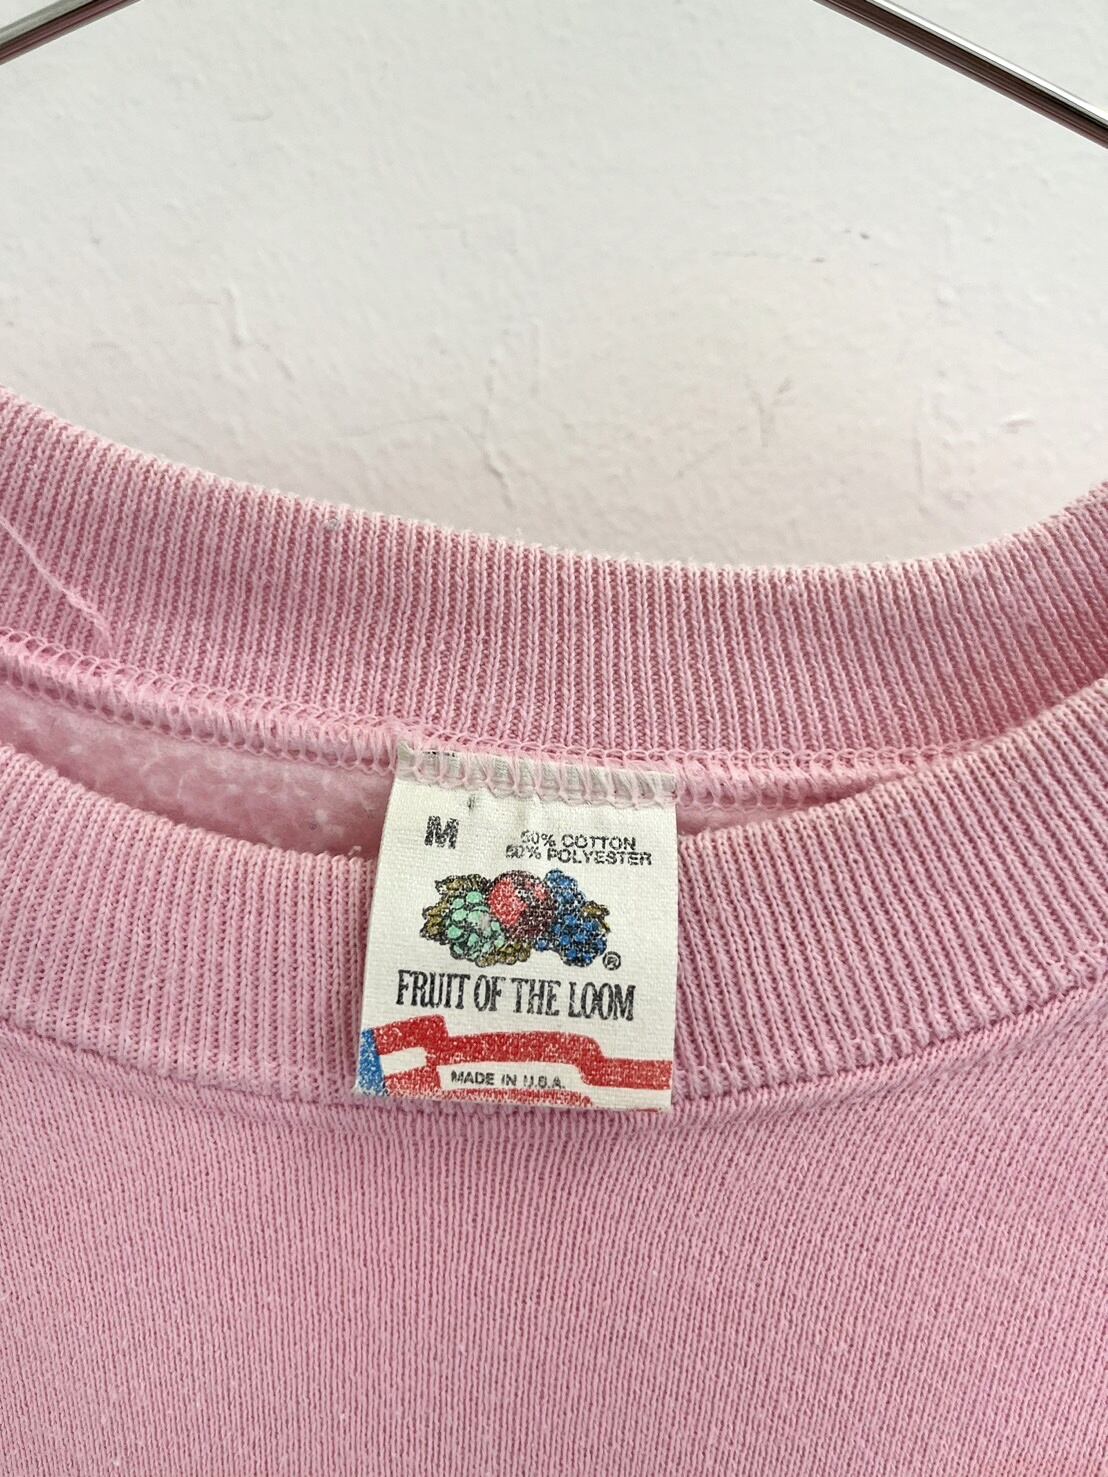 M
50% COTTON
50% POLYESTER
®
FRUIT OF THE LOOM
MADE IN U.S.A.